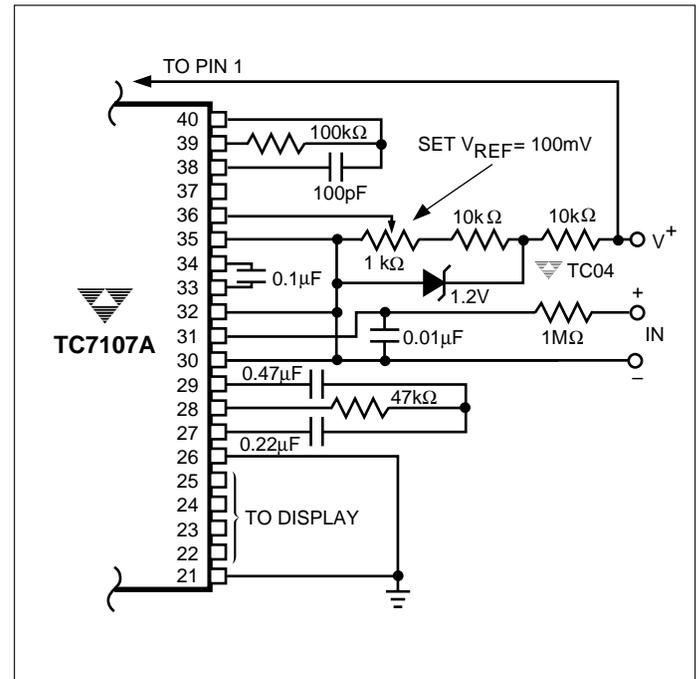 TO PIN 1
40
39
38
37
36
35
34
33
32
31
30
29
28
27
26
25
24
23
22
21
TC7107A
100kΩ
100pF
SET VREF= 100mV
1 kΩ
10kΩ
10kΩ
V+
TC04
0.1µF
1.2V
+
IN
–
0.01µF
1MΩ
0.47µF
47kΩ
0.22µF
TO DISPLAY